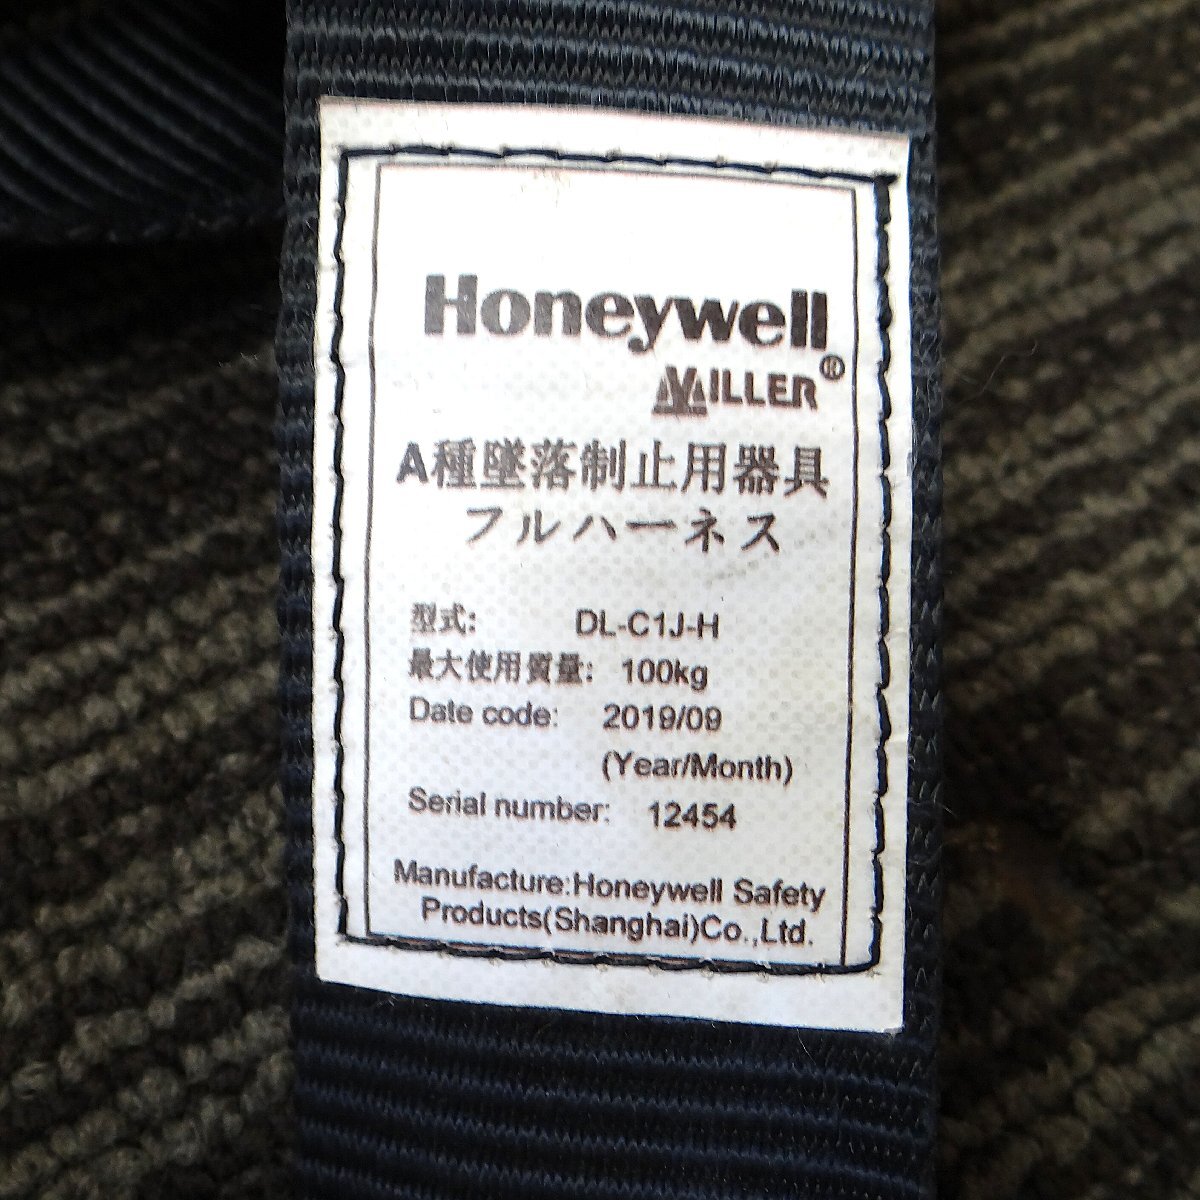 Honeywell
MILLER®
A種墜落制止用器具
フルハーネス
型式: DL-C1J-H
最大使用質量: 100kg
Date code: 2019/09
(Year/Month)
Serial number: 12454
Manufacture:Honeywell Safety
Products(Shanghai)Co.,Ltd.